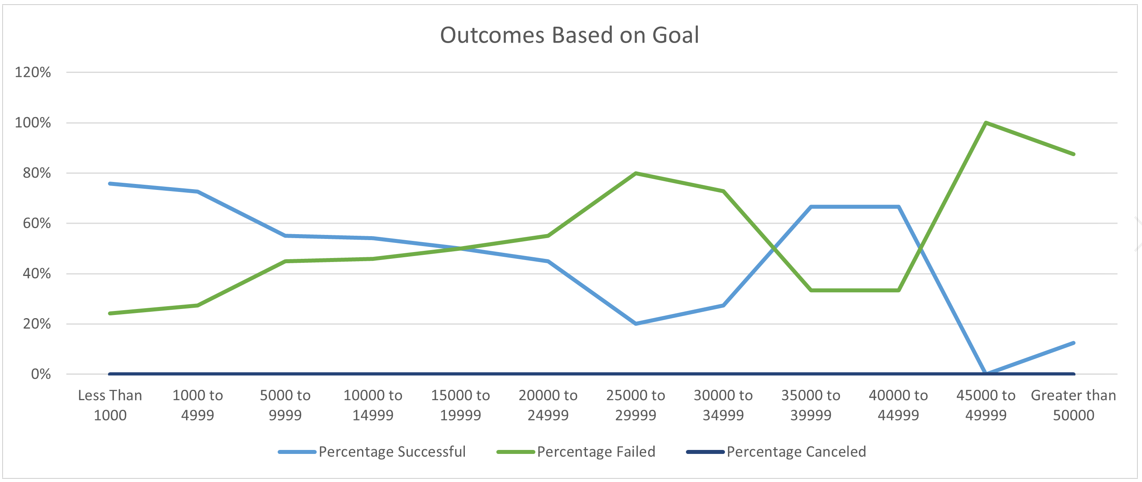 Outcomes Based on Goal
120%
100%
80%
60%
40%
20%
0%
Less Than 1000 to 5000 to 10000 to 15000 to 20000 to 25000 to 30000 to 35000 to 40000 to 45000 to Greater than
1000 4999 9999 14999 19999 24999 29999 34999 39999 44999 49999 50000
Percentage Successful Percentage Failed Percentage Canceled